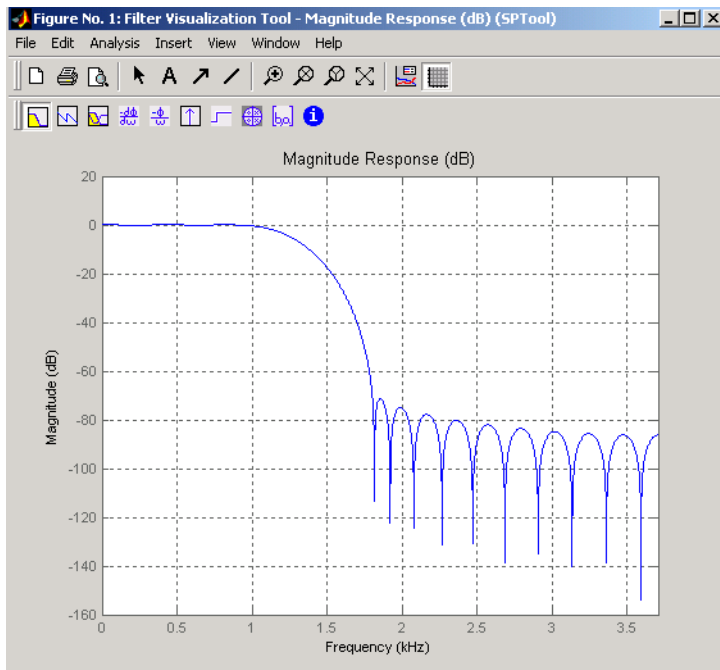 Figure No. 1: Filter Visualization Tool - Magnitude Response (dB) (SPTool)
File Edit Analysis Insert View Window Help
A
[b,a]
i
Magnitude Response (dB)
20
0
-20
-40
-60
-80
-100
-120
-140
-160
Magnitude (dB)
0 0.5 1 1.5 2 2.5 3 3.5
Frequency (kHz)